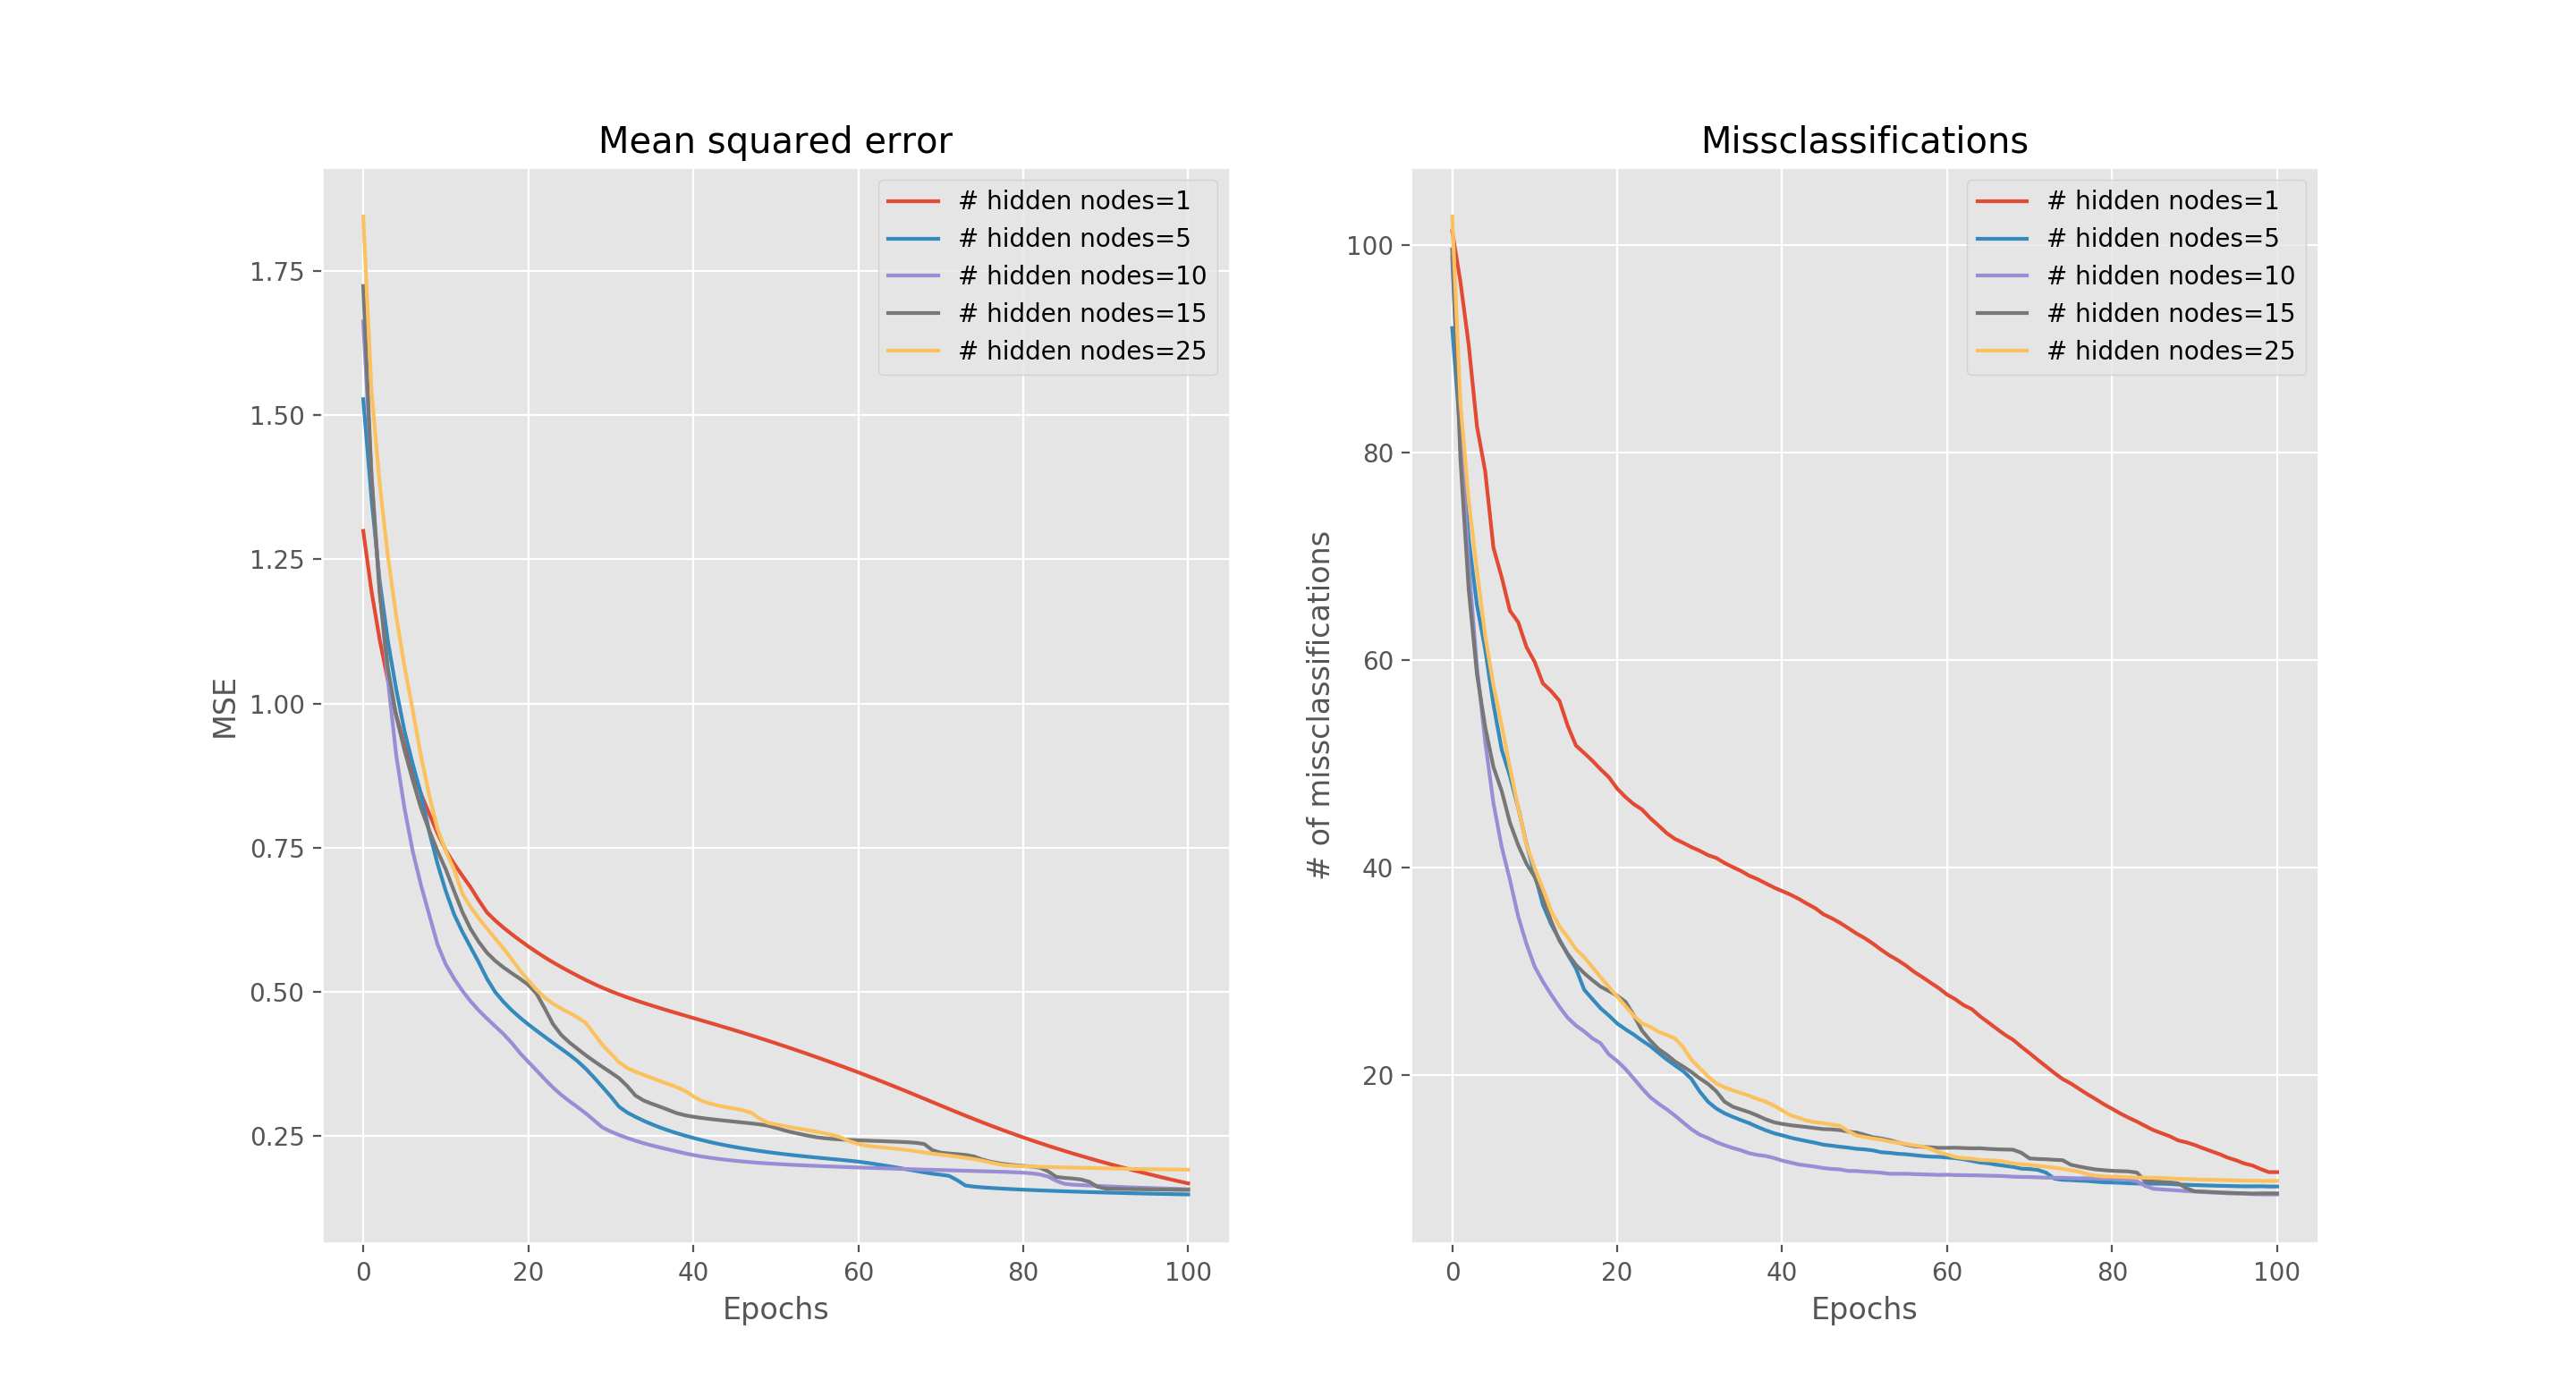 Mean squared error
MSE
1.75
1.50
1.25
1.00
0.75
0.50
0.25
0 20 40 60 80 100
Epochs
# hidden nodes=1
# hidden nodes=5
# hidden nodes=10
# hidden nodes=15
# hidden nodes=25
Missclassifications
# of missclassifications
100
80
60
40
20
0 20 40 60 80 100
Epochs
# hidden nodes=1
# hidden nodes=5
# hidden nodes=10
# hidden nodes=15
# hidden nodes=25